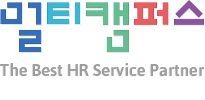 멀티캠퍼스
The Best HR Service Partner